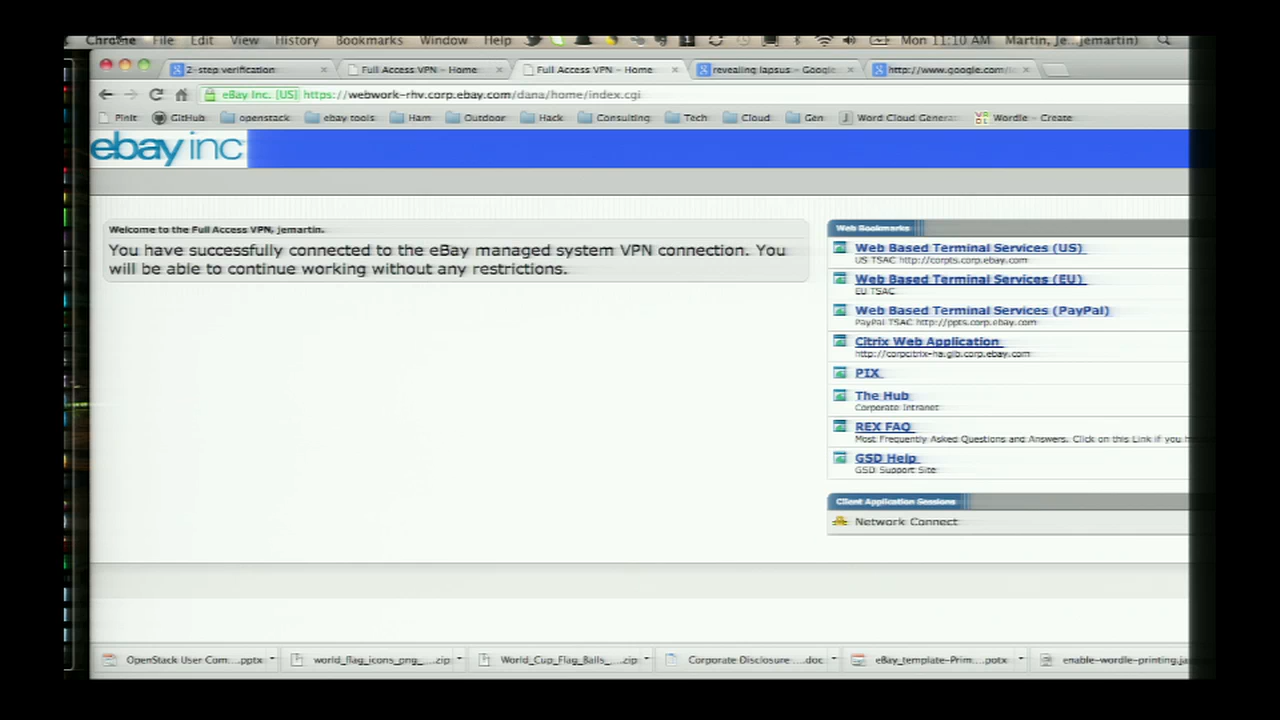 Chrome File Edit View History Bookmarks Window Help Mon 11:10 AM Martin, Je...jemartin)
2-step verification Full Access VPN – Home Full Access VPN – Home revealing lapsus – Google http://www.google.com/
eBay Inc. [US] https://webwork-rhv.corp.ebay.com/dana/home/index.cgi
PinIt GitHub openstack ebay tools Ham Outdoor Hack Consulting Tech Cloud Gen Word Cloud Genera Wordle – Create
ebay inc
Welcome to the Full Access VPN, jemartin.
You have successfully connected to the eBay managed system VPN connection. You
will be able to continue working without any restrictions.
Web Bookmarks
Web Based Terminal Services (US)
US TSAC http://corpts.corp.ebay.com
Web Based Terminal Services (EU)
EU TSAC
Web Based Terminal Services (PayPal)
PayPal TSAC http://ppts.corp.ebay.com
Citrix Web Application
http://corpcitrix-ha.glb.corp.ebay.com
PIX
The Hub
Corporate Intranet
REX FAQ
Most Frequently Asked Questions and Answers. Click on this Link if you
GSD Help
GSD Support Site
Client Application Sessions
Network Connect
OpenStack User Com....pptx world_flag_icons_png_....zip World_Cup_Flag_Balls_....zip Corporate Disclosure ....doc eBay_template-Prim....potx enable-wordle-printing.ja